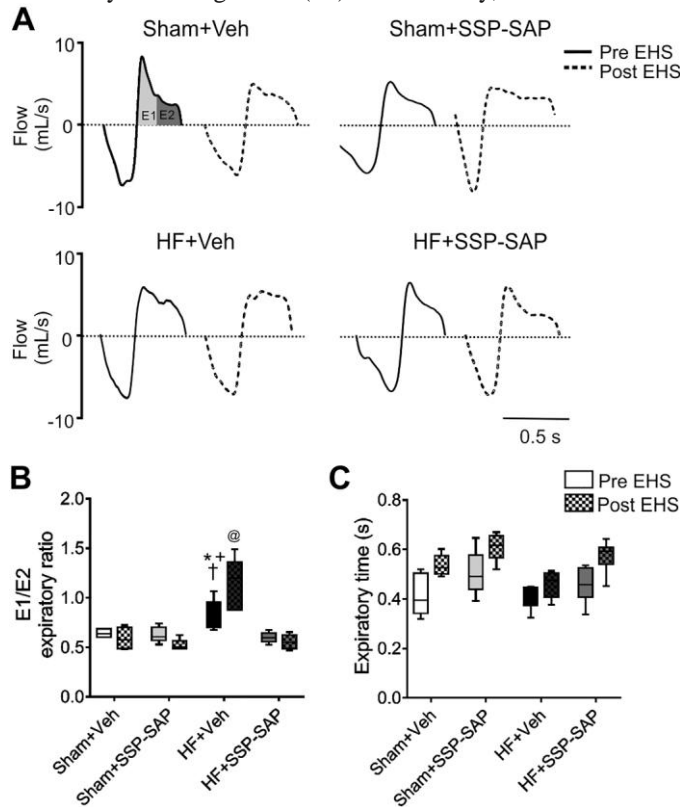 A
Sham+Veh
Sham+SSP-SAP
Pre EHS
Post EHS
10
Flow
(mL/s)
0
-10
E1 E2
HF+Veh
HF+SSP-SAP
10
Flow
(mL/s)
0
-10
0.5 s
B
E1/E2
expiratory ratio
2.0
1.5
1.0
0.5
0.0
*+
†
@
Sham+Veh
Sham+SSP-SAP
HF+Veh
HF+SSP-SAP
C
Pre EHS
Post EHS
Expiratory time (s)
0.8
0.6
0.4
0.2
0.0
Sham+Veh
Sham+SSP-SAP
HF+Veh
HF+SSP-SAP